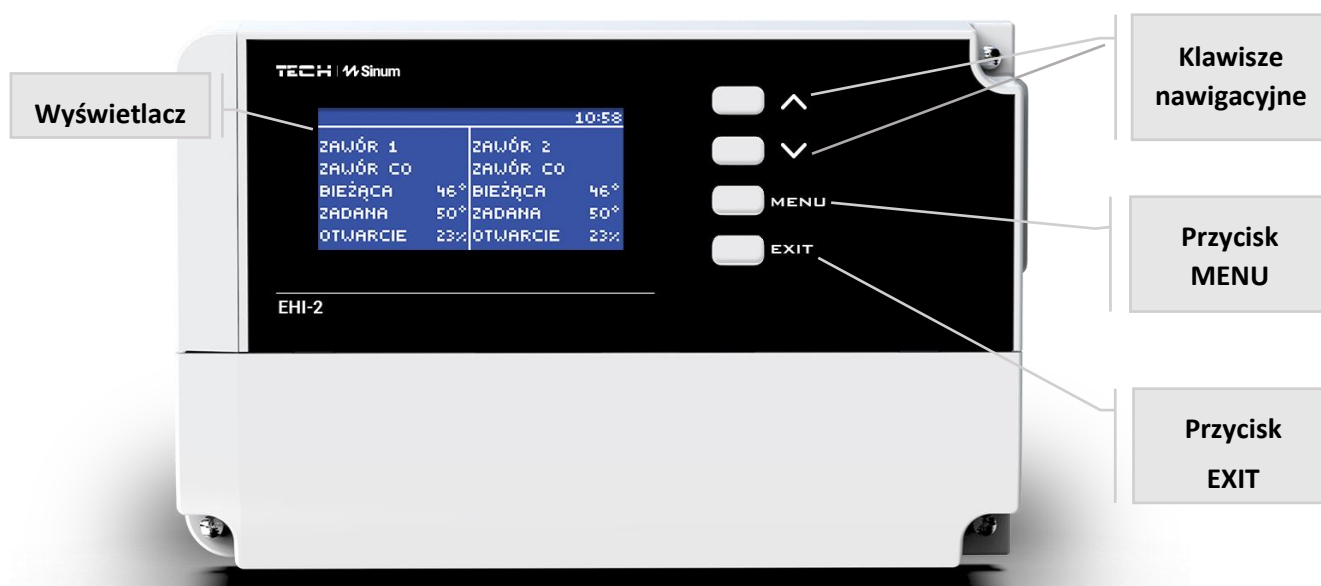 TECH Sinum
Wyświetlacz
10:58
ZAWÓR 1 ZAWÓR 2
ZAWÓR CO ZAWÓR CO
BIEŻĄCA 46° BIEŻĄCA 46°
ZADANA 50° ZADANA 50°
OTWARCIE 23% OTWARCIE 23%
EHI-2
MENU
EXIT
Klawisze
nawigacyjne
Przycisk
MENU
Przycisk
EXIT